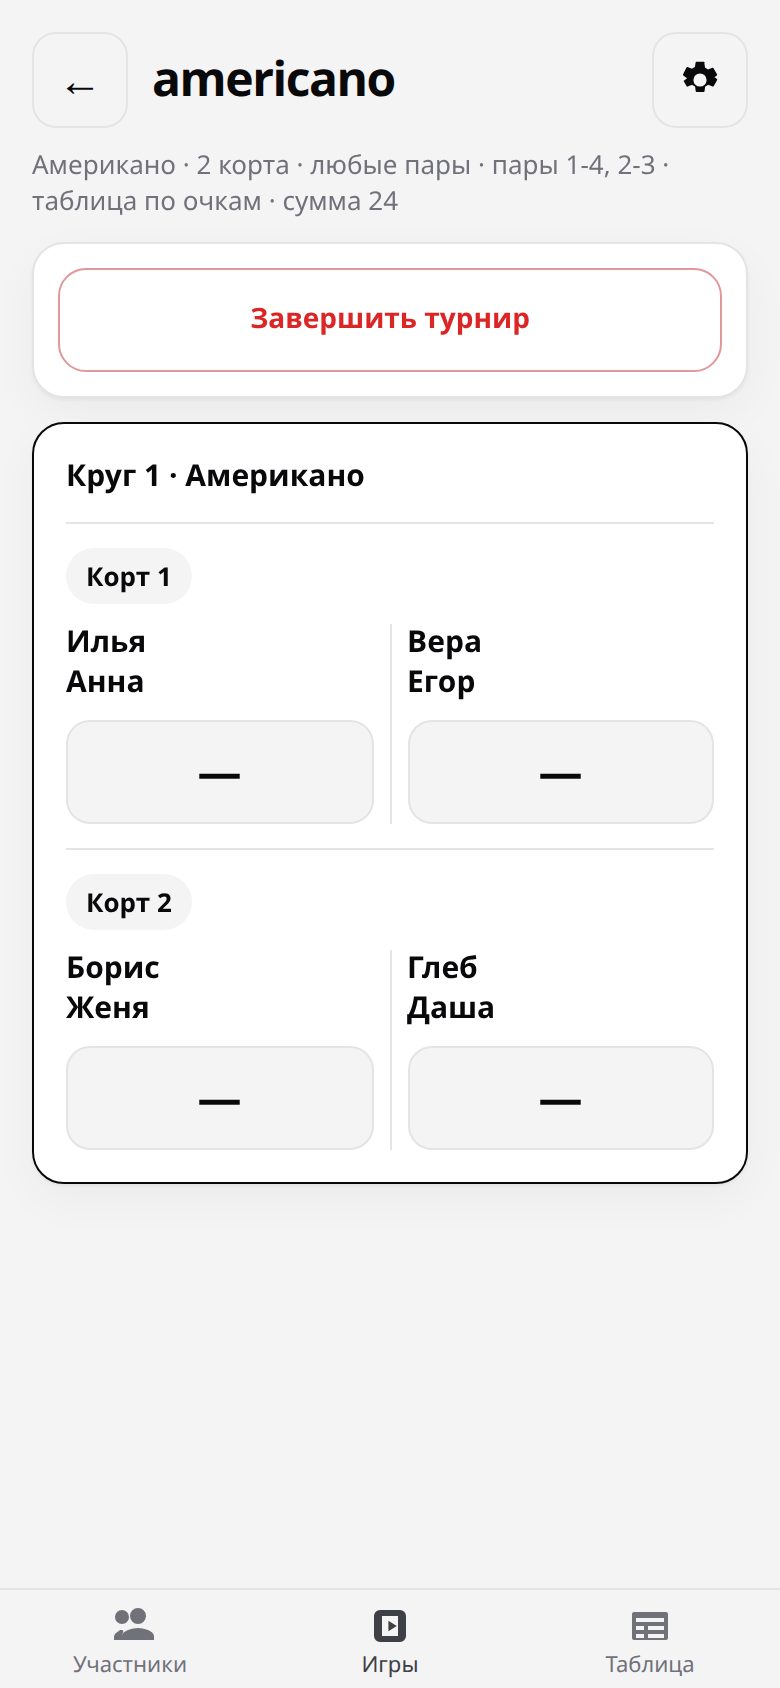 ←
americano
Американо · 2 корта · любые пары · пары 1-4, 2-3 ·
таблица по очкам · сумма 24
Завершить турнир
Круг 1 · Американо
Корт 1
Илья
Анна
Вера
Егор
—
—
Корт 2
Борис
Женя
Глеб
Даша
—
—
Участники
Игры
Таблица